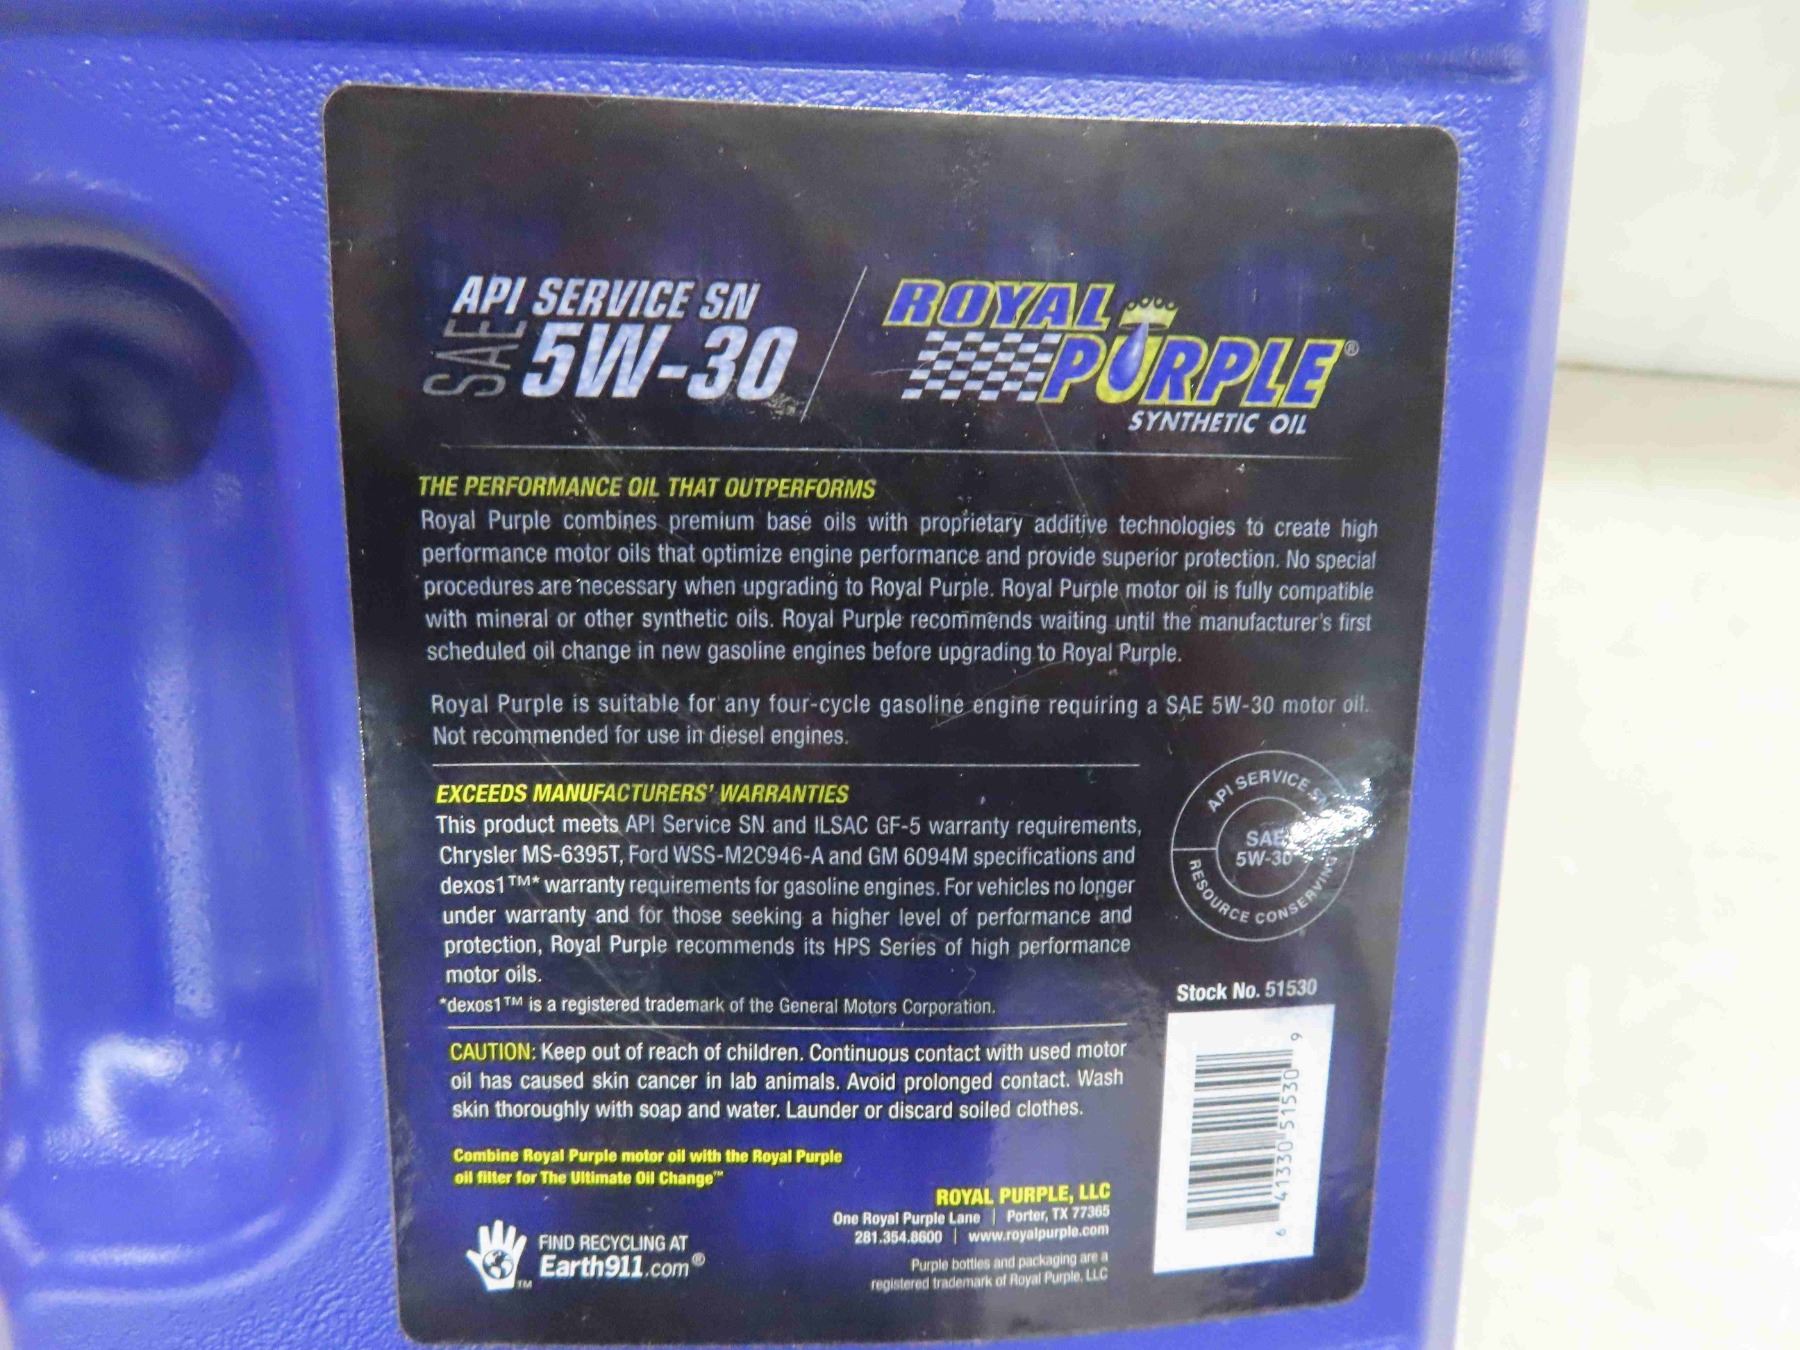 API SERVICE SN
SAE 5W-30
ROYAL
PURPLE®
SYNTHETIC OIL
THE PERFORMANCE OIL THAT OUTPERFORMS
Royal Purple combines premium base oils with proprietary additive technologies to create high
performance motor oils that optimize engine performance and provide superior protection. No special
procedures are necessary when upgrading to Royal Purple. Royal Purple motor oil is fully compatible
with mineral or other synthetic oils. Royal Purple recommends waiting until the manufacturer's first
scheduled oil change in new gasoline engines before upgrading to Royal Purple.
Royal Purple is suitable for any four-cycle gasoline engine requiring a SAE 5W-30 motor oil.
Not recommended for use in diesel engines.
EXCEEDS MANUFACTURERS' WARRANTIES
This product meets API Service SN and ILSAC GF-5 warranty requirements,
Chrysler MS-6395T, Ford WSS-M2C946-A and GM 6094M specifications and
dexos1™* warranty requirements for gasoline engines. For vehicles no longer
under warranty and for those seeking a higher level of performance and
protection, Royal Purple recommends its HPS Series of high performance
motor oils.
*dexos1™ is a registered trademark of the General Motors Corporation.
API SERVICE SN
SAE
5W-30
RESOURCE CONSERVING
Stock No. 51530
6 41330 51530 9
CAUTION: Keep out of reach of children. Continuous contact with used motor
oil has caused skin cancer in lab animals. Avoid prolonged contact. Wash
skin thoroughly with soap and water. Launder or discard soiled clothes.
Combine Royal Purple motor oil with the Royal Purple
oil filter for The Ultimate Oil Change™
FIND RECYCLING AT
Earth911.com®
TM
ROYAL PURPLE, LLC
One Royal Purple Lane | Porter, TX 77365
281.354.8600 | www.royalpurple.com
Purple bottles and packaging are a
registered trademark of Royal Purple, LLC